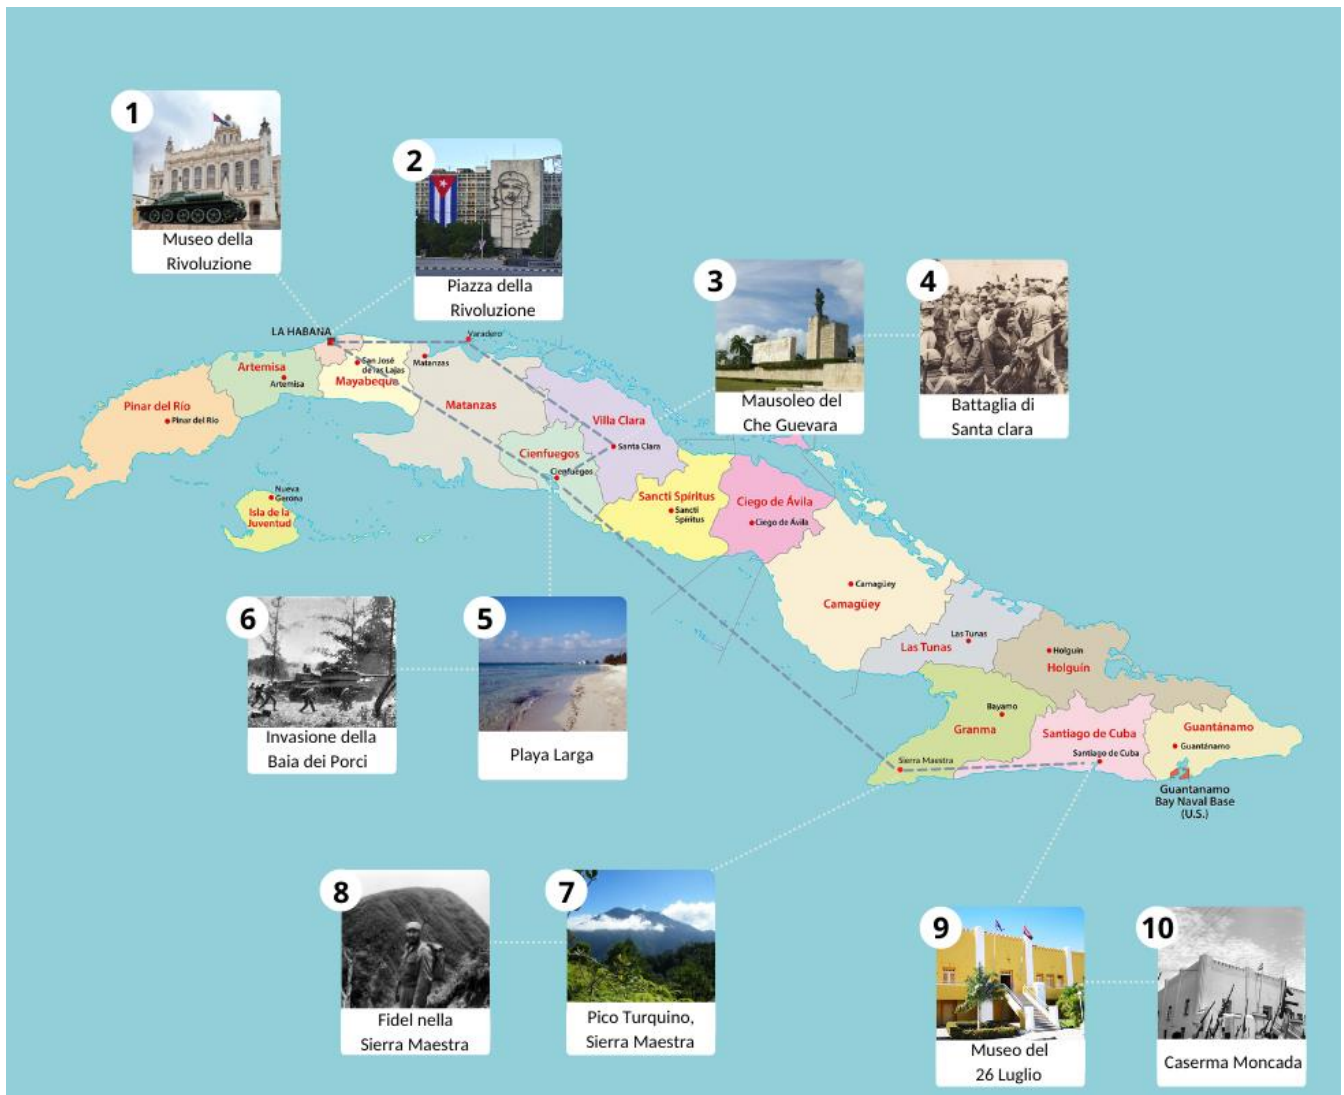 1
Museo della
Rivoluzione
2
Piazza della
Rivoluzione
3
Mausoleo del
Che Guevara
4
Battaglia di
Santa clara
LA HABANA
Varadero
Artemisa
Artemisa
San José
de las Lajas
Mayabeque
Matanzas
Matanzas
Pinar del Río
Pinar del Río
Villa Clara
Santa Clara
Cienfuegos
Cienfuegos
Nueva
Gerona
Isla de la
Juventud
Sancti Spíritus
Sancti
Spíritus
Ciego de Ávila
Ciego de Ávila
Camagüey
Camagüey
Las Tunas
Las Tunas
Holguín
Holguín
Bayamo
Granma
Sierra Maestra
Santiago de Cuba
Santiago de Cuba
Guantánamo
Guantánamo
Guantanamo
Bay Naval Base
(U.S.)
6
Invasione della
Baia dei Porci
5
Playa Larga
8
Fidel nella
Sierra Maestra
7
Pico Turquino,
Sierra Maestra
9
Museo del
26 Luglio
10
Caserma Moncada